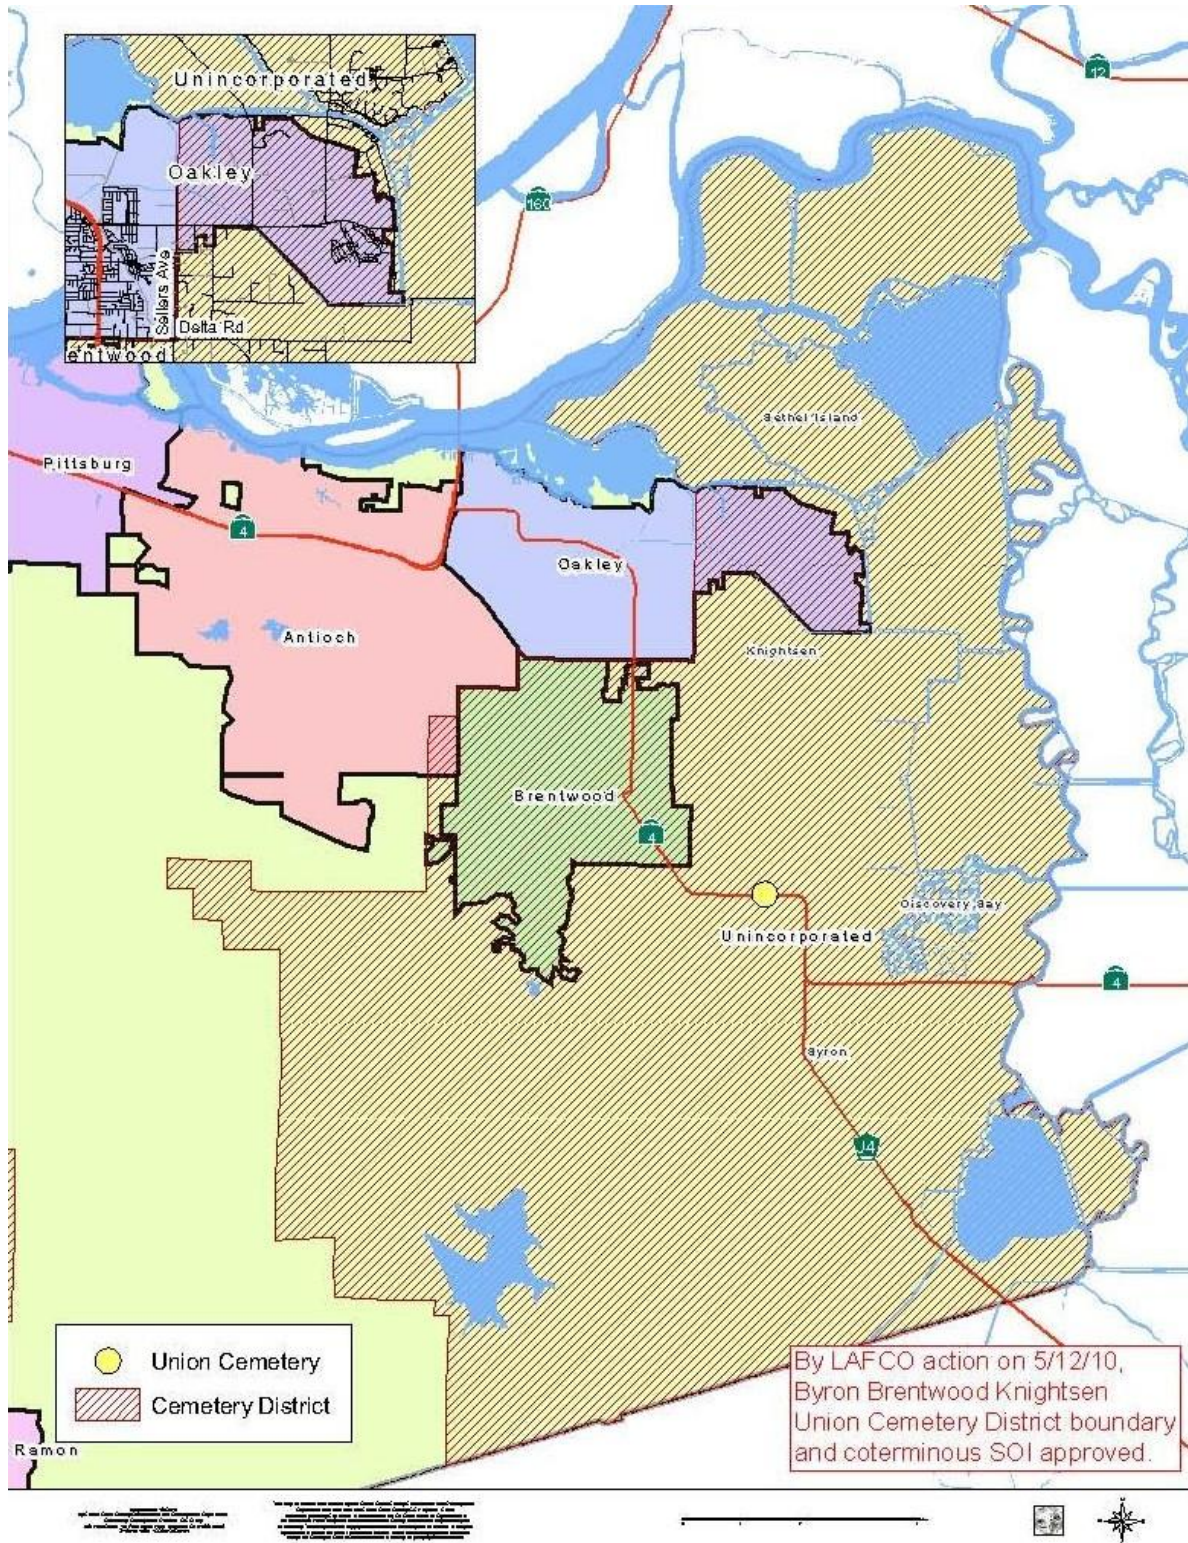 Unincorporated
Oakley
Sellers Ave
Delta Rd
entwood
12
160
Bethel Island
Pittsburg
4
Oakley
Antioch
Knightsen
Brentwood
4
Discovery Bay
Unincorporated
4
Byron
J4
Union Cemetery
Cemetery District
By LAFCO action on 5/12/10,
Byron Brentwood Knightsen
Union Cemetery District boundary
and coterminous SOI approved.
Ramon